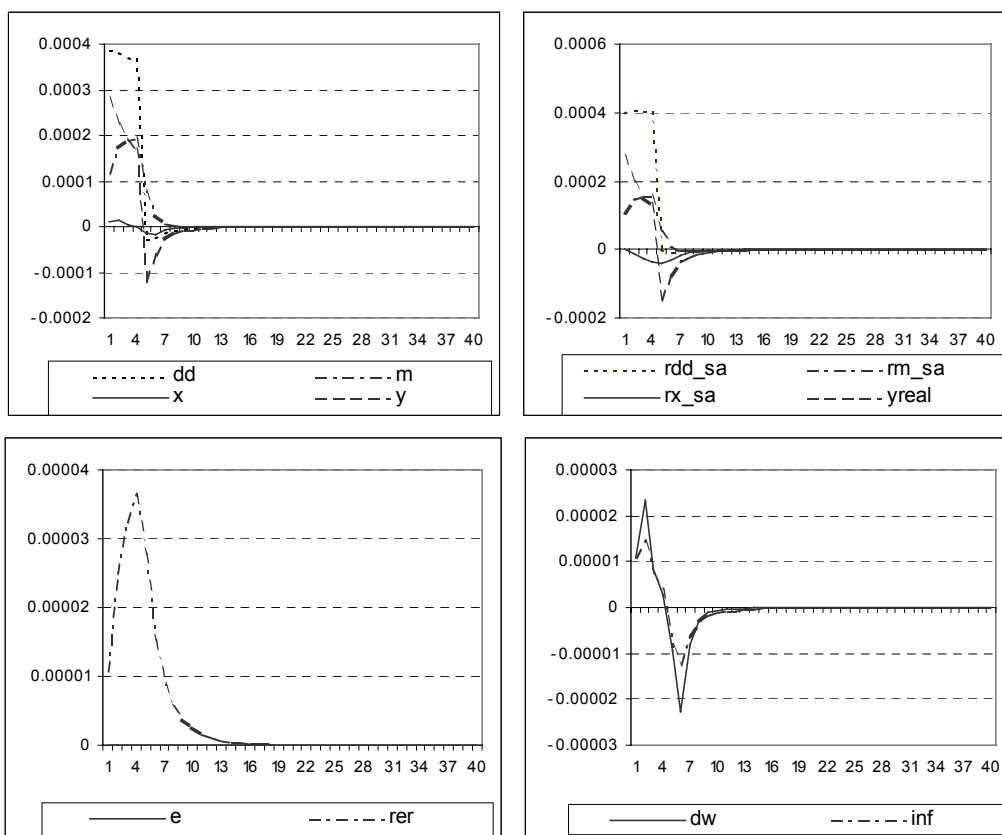 0.0004
0.0003
0.0002
0.0001
0
-0.0001
-0.0002
1 4 7 10 13 16 19 22 25 28 31 34 37 40
dd m
x y
0.0006
0.0004
0.0002
0
-0.0002
1 4 7 10 13 16 19 22 25 28 31 34 37 40
rdd_sa rm_sa
rx_sa yreal
0.00004
0.00003
0.00002
0.00001
0
1 4 7 10 13 16 19 22 25 28 31 34 37 40
e rer
0.00003
0.00002
0.00001
0
-0.00001
-0.00002
-0.00003
1 4 7 10 13 16 19 22 25 28 31 34 37 40
dw inf